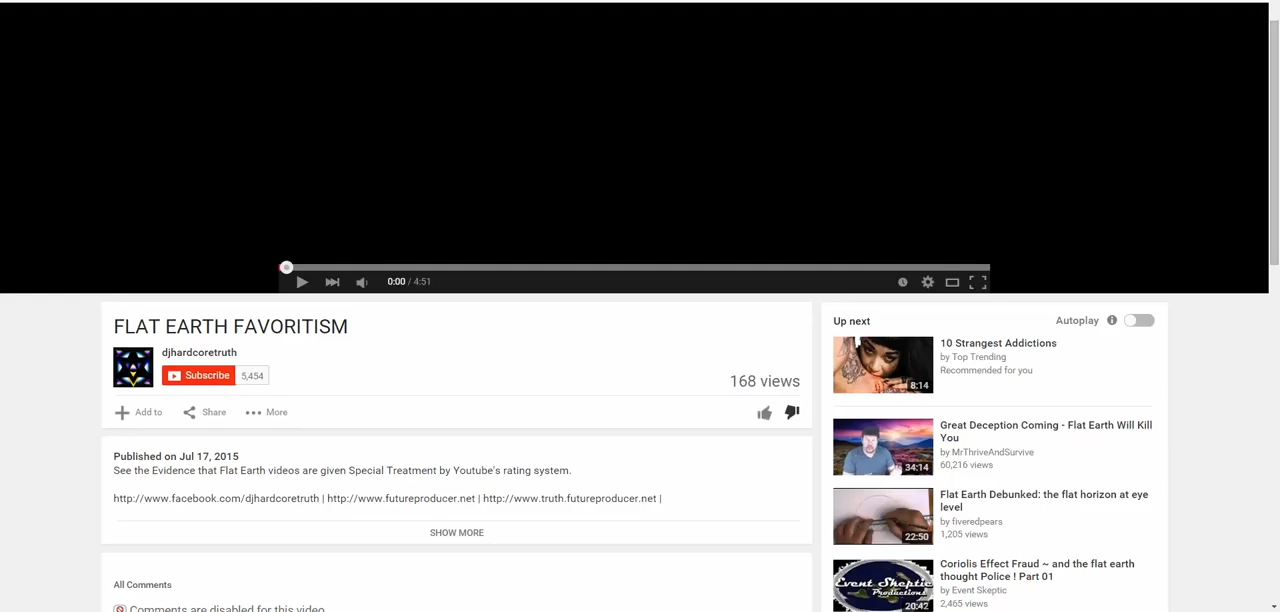 0:00 / 4:51
FLAT EARTH FAVORITISM
djhardcoretruth
Subscribe 5,454
168 views
Add to Share More
Published on Jul 17, 2015
See the Evidence that Flat Earth videos are given Special Treatment by Youtube's rating system.
http://www.facebook.com/djhardcoretruth | http://www.futureproducer.net | http://www.truth.futureproducer.net |
SHOW MORE
All Comments
Comments are disabled for this video
Up next Autoplay
8:14
10 Strangest Addictions
by Top Trending
Recommended for you
34:14
Great Deception Coming - Flat Earth Will Kill
You
by MrThriveAndSurvive
60,216 views
22:50
Flat Earth Debunked: the flat horizon at eye
level
by fiveredpears
1,205 views
Event Skeptic
Productions
20:42
Coriolis Effect Fraud ~ and the flat earth
thought Police ! Part 01
by Event Skeptic
2,465 views